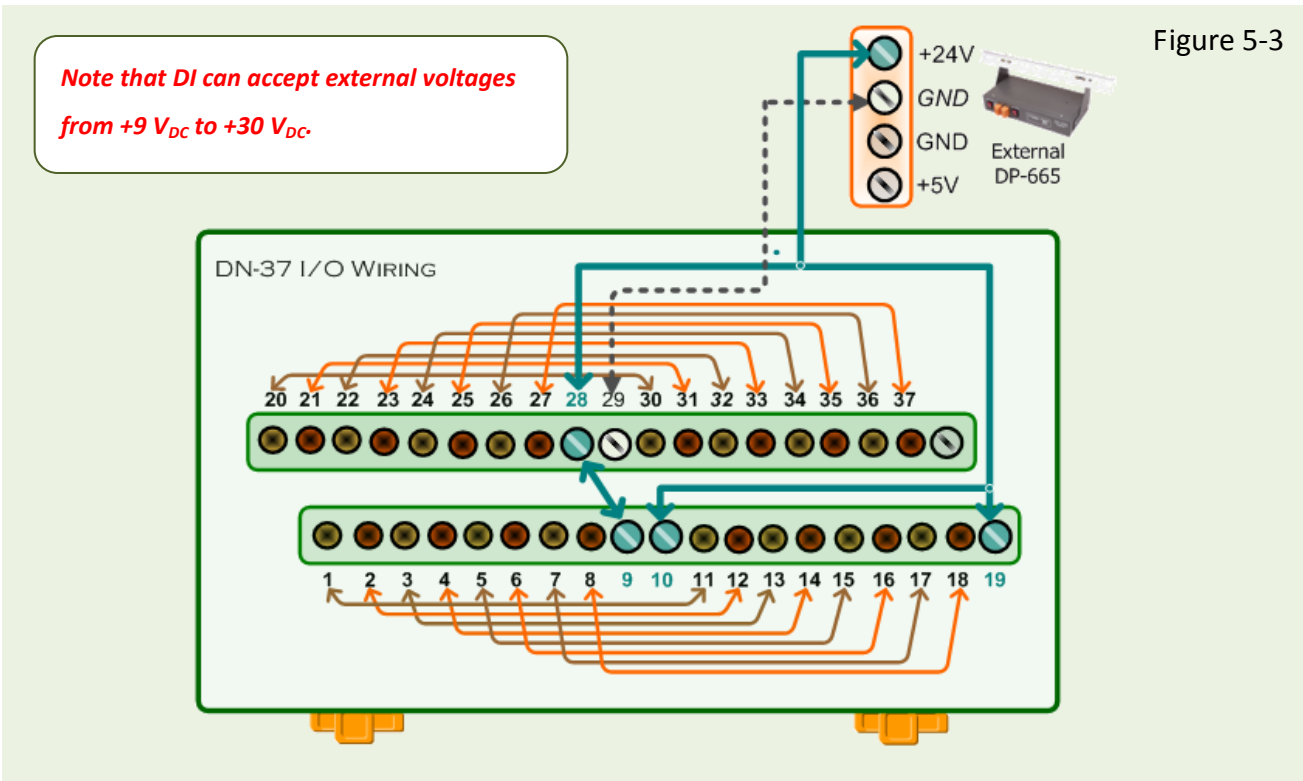 Figure 5-3
Note that DI can accept external voltages
from +9 VDC to +30 VDC.
+24V
GND
GND
+5V
External
DP-665
DN-37 I/O WIRING
20 21 22 23 24 25 26 27 28 29 30 31 32 33 34 35 36 37
1 2 3 4 5 6 7 8 9 10 11 12 13 14 15 16 17 18 19